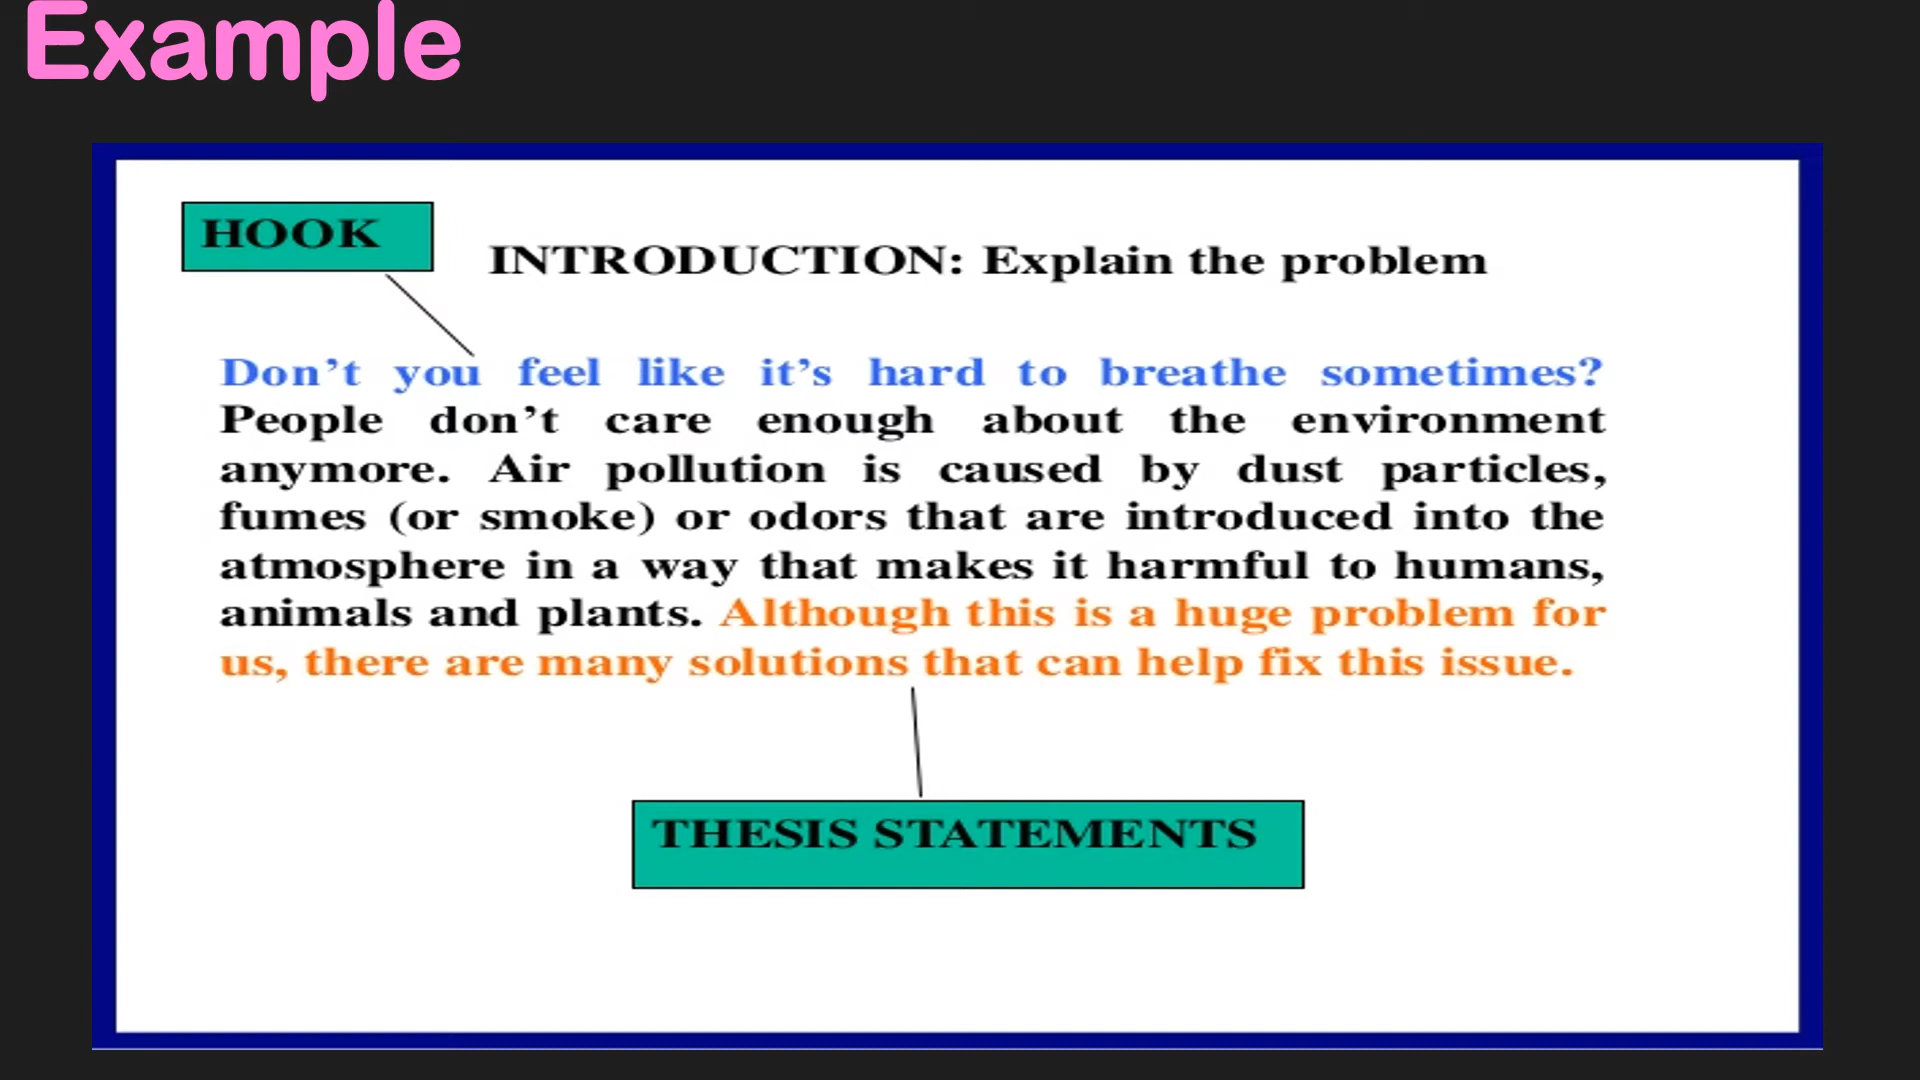 Example
HOOK
INTRODUCTION: Explain the problem
Don’t you feel like it’s hard to breathe sometimes?
People don’t care enough about the environment
anymore. Air pollution is caused by dust particles,
fumes (or smoke) or odors that are introduced into the
atmosphere in a way that makes it harmful to humans,
animals and plants. Although this is a huge problem for
us, there are many solutions that can help fix this issue.
THESIS STATEMENTS